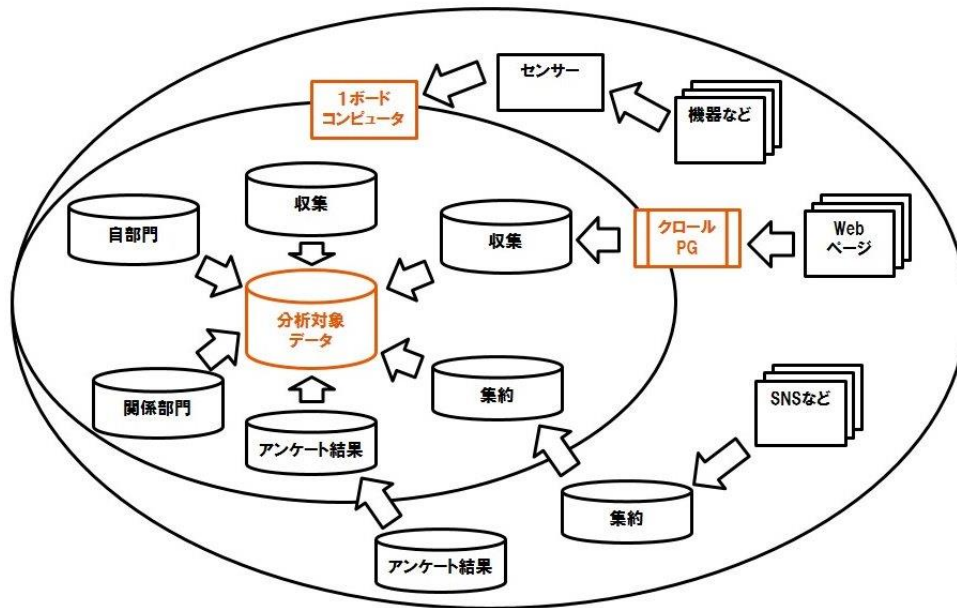 センサー
1ボード
コンピュータ
機器など
収集
自部門
収集
クロール
PG
Web
ページ
分析対象
データ
関係部門
集約
SNSなど
アンケート結果
集約
アンケート結果